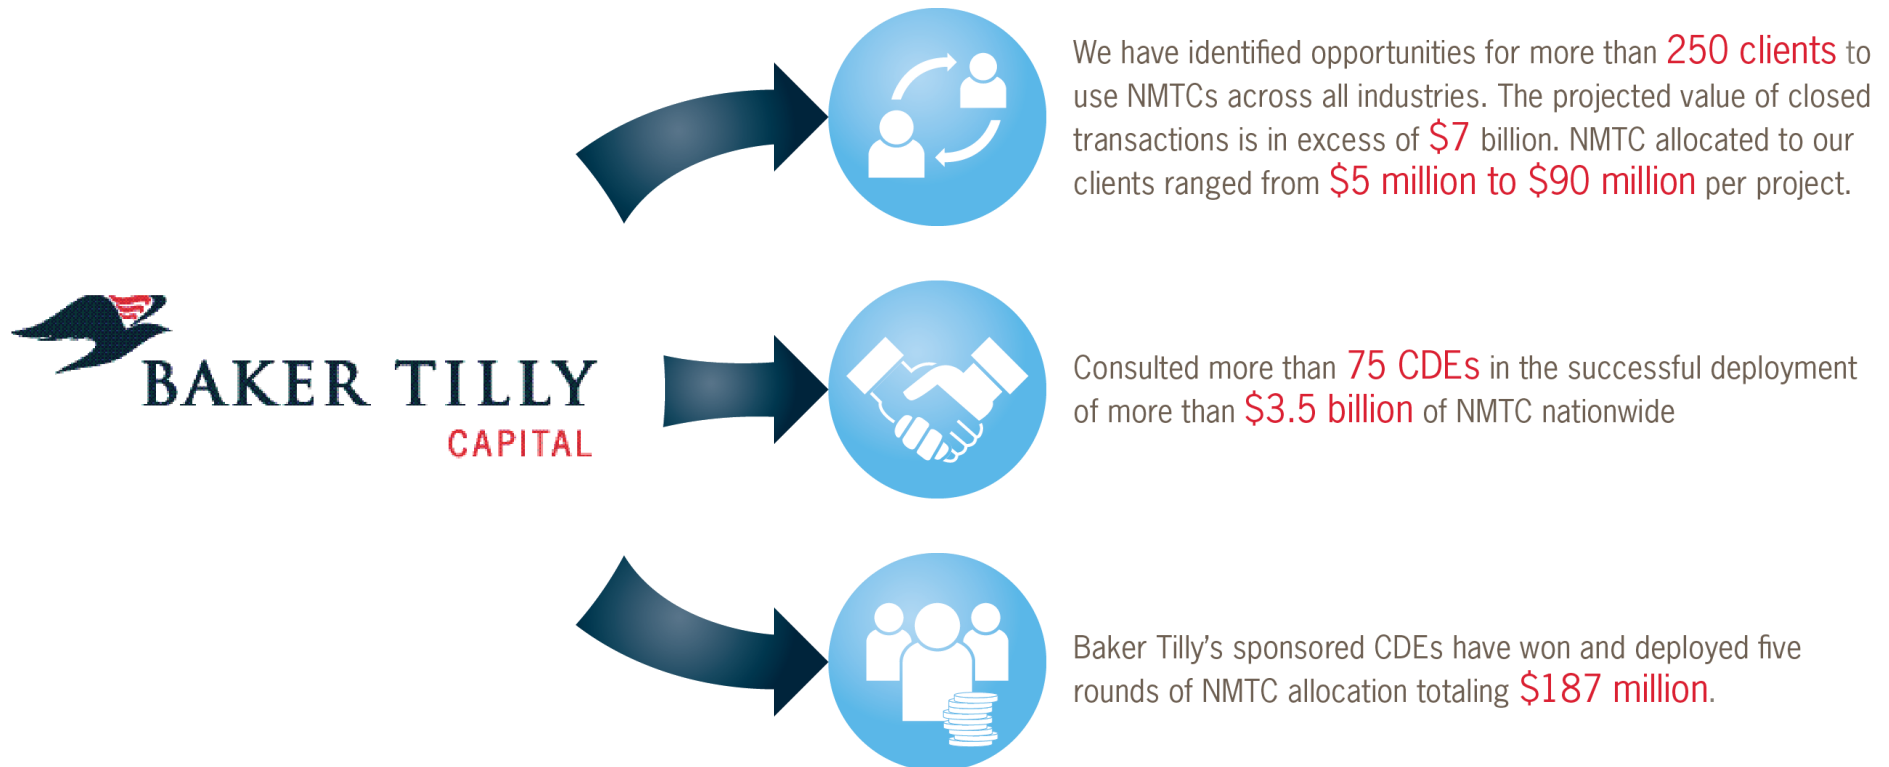 We have identified opportunities for more than 250 clients to
use NMTCs across all industries. The projected value of closed
transactions is in excess of $7 billion. NMTC allocated to our
clients ranged from $5 million to $90 million per project.
BAKER TILLY
CAPITAL
Consulted more than 75 CDEs in the successful deployment
of more than $3.5 billion of NMTC nationwide
Baker Tilly’s sponsored CDEs have won and deployed five
rounds of NMTC allocation totaling $187 million.